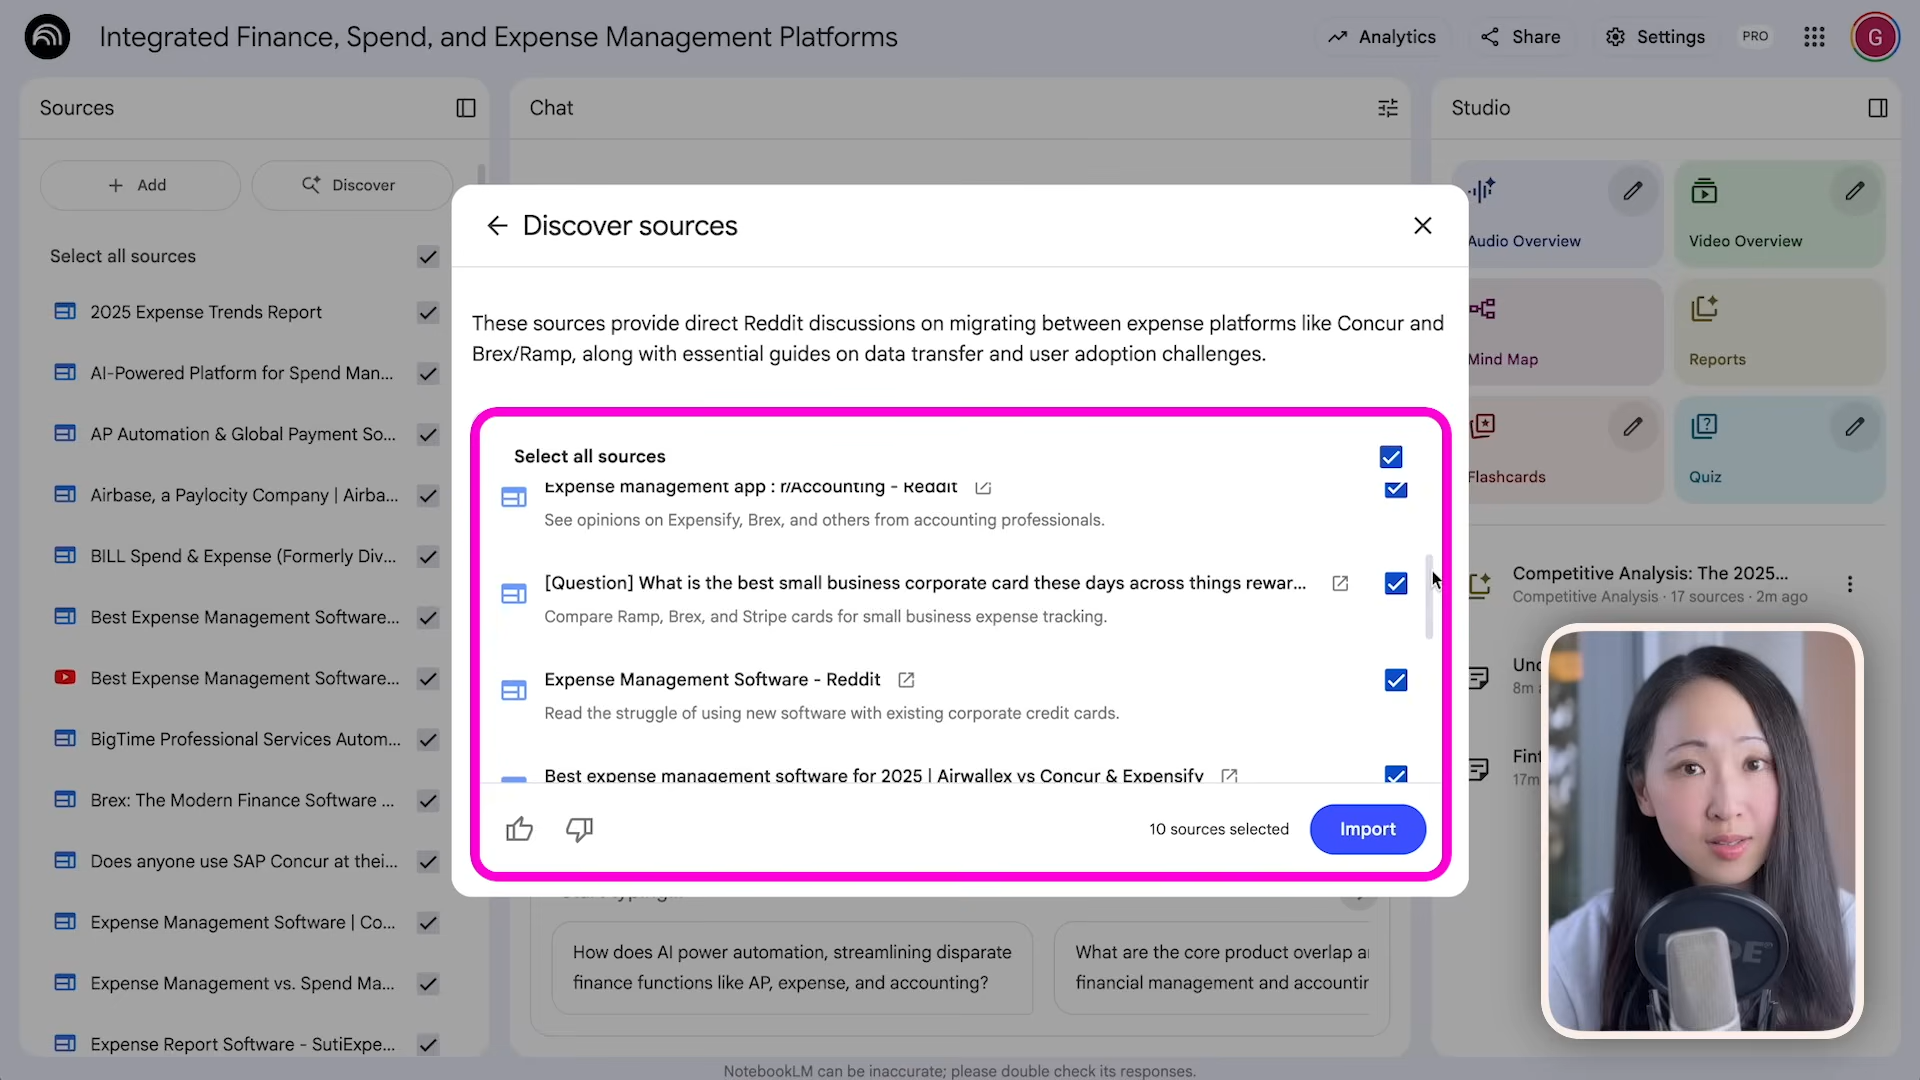 Integrated Finance, Spend, and Expense Management Platforms
Analytics
Share
Settings
PRO
G
Sources
Add
Discover
Select all sources
2025 Expense Trends Report
AI-Powered Platform for Spend Man...
AP Automation & Global Payment So...
Airbase, a Paylocity Company | Airba...
BILL Spend & Expense (Formerly Div...
Best Expense Management Software...
Best Expense Management Software...
BigTime Professional Services Autom...
Brex: The Modern Finance Software ...
Does anyone use SAP Concur at thei...
Expense Management Software | Co...
Expense Management vs. Spend Ma...
Expense Report Software - SutiExpe...
Chat
Discover sources
These sources provide direct Reddit discussions on migrating between expense platforms like Concur and
Brex/Ramp, along with essential guides on data transfer and user adoption challenges.
Select all sources
Expense management app : r/Accounting - Reddit
See opinions on Expensify, Brex, and others from accounting professionals.
[Question] What is the best small business corporate card these days across things rewar...
Compare Ramp, Brex, and Stripe cards for small business expense tracking.
Expense Management Software - Reddit
Read the struggle of using new software with existing corporate credit cards.
Best expense management software for 2025 | Airwallex vs Concur & Expensify
10 sources selected
Import
How does AI power automation, streamlining disparate
finance functions like AP, expense, and accounting?
What are the core product overlap a
financial management and accountin
NotebookLM can be inaccurate; please double check its responses.
Studio
Audio Overview
Video Overview
Mind Map
Reports
Flashcards
Quiz
Competitive Analysis: The 2025...
Competitive Analysis · 17 sources · 2m ago
8m
17m